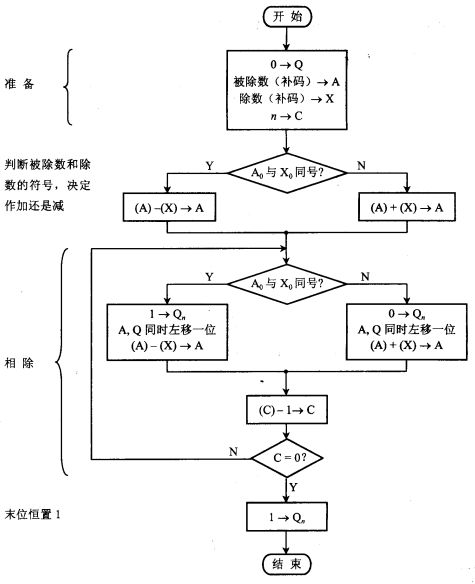 开 始
准 备
0 → Q
被除数（补码）→ A
除数（补码）→ X
n → C
判断被除数和除
数的符号，决定
作加还是减
A₀ 与 X₀ 同号?
Y
N
(A) – (X) → A
(A) + (X) → A
A₀ 与 X₀ 同号?
Y
N
相 除
1 → Qₙ
A, Q 同时左移一位
(A) – (X) → A
0 → Qₙ
A, Q 同时左移一位
(A) + (X) → A
(C) – 1 → C
C = 0?
N
Y
末位恒置 1
1 → Qₙ
结 束